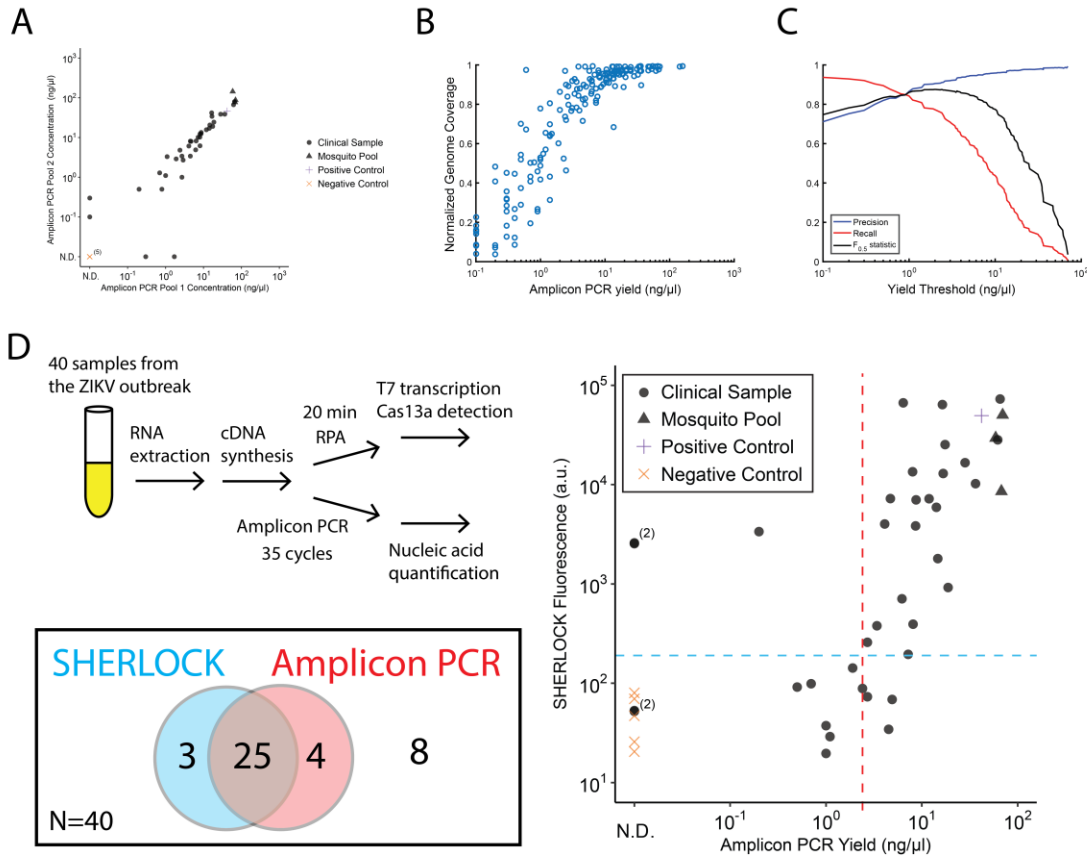 A
Amplicon PCR Pool 2 Concentration (ng/µl)
10³
10²
10¹
10⁰
10⁻¹
N.D.
(5)
N.D. 10⁻¹ 10⁰ 10¹ 10² 10³
Amplicon PCR Pool 1 Concentration (ng/µl)
Clinical Sample
Mosquito Pool
Positive Control
Negative Control
B
Normalized Genome Coverage
1
0.8
0.6
0.4
0.2
0
10⁻¹ 10⁰ 10¹ 10² 10³
Amplicon PCR yield (ng/µl)
C
1
0.8
0.6
0.4
0.2
0
Precision
Recall
F₀.₅ statistic
10⁻¹ 10⁰ 10¹ 10²
Yield Threshold (ng/µl)
D
40 samples from
the ZIKV outbreak
RNA
extraction
cDNA
synthesis
20 min
RPA
T7 transcription
Cas13a detection
Amplicon PCR
35 cycles
Nucleic acid
quantification
SHERLOCK Amplicon PCR
3 25 4 8
N=40
SHERLOCK Fluorescence (a.u.)
10⁵
10⁴
10³
10²
10¹
Clinical Sample
Mosquito Pool
Positive Control
Negative Control
(2)
(2)
N.D. 10⁻¹ 10⁰ 10¹ 10²
Amplicon PCR Yield (ng/µl)